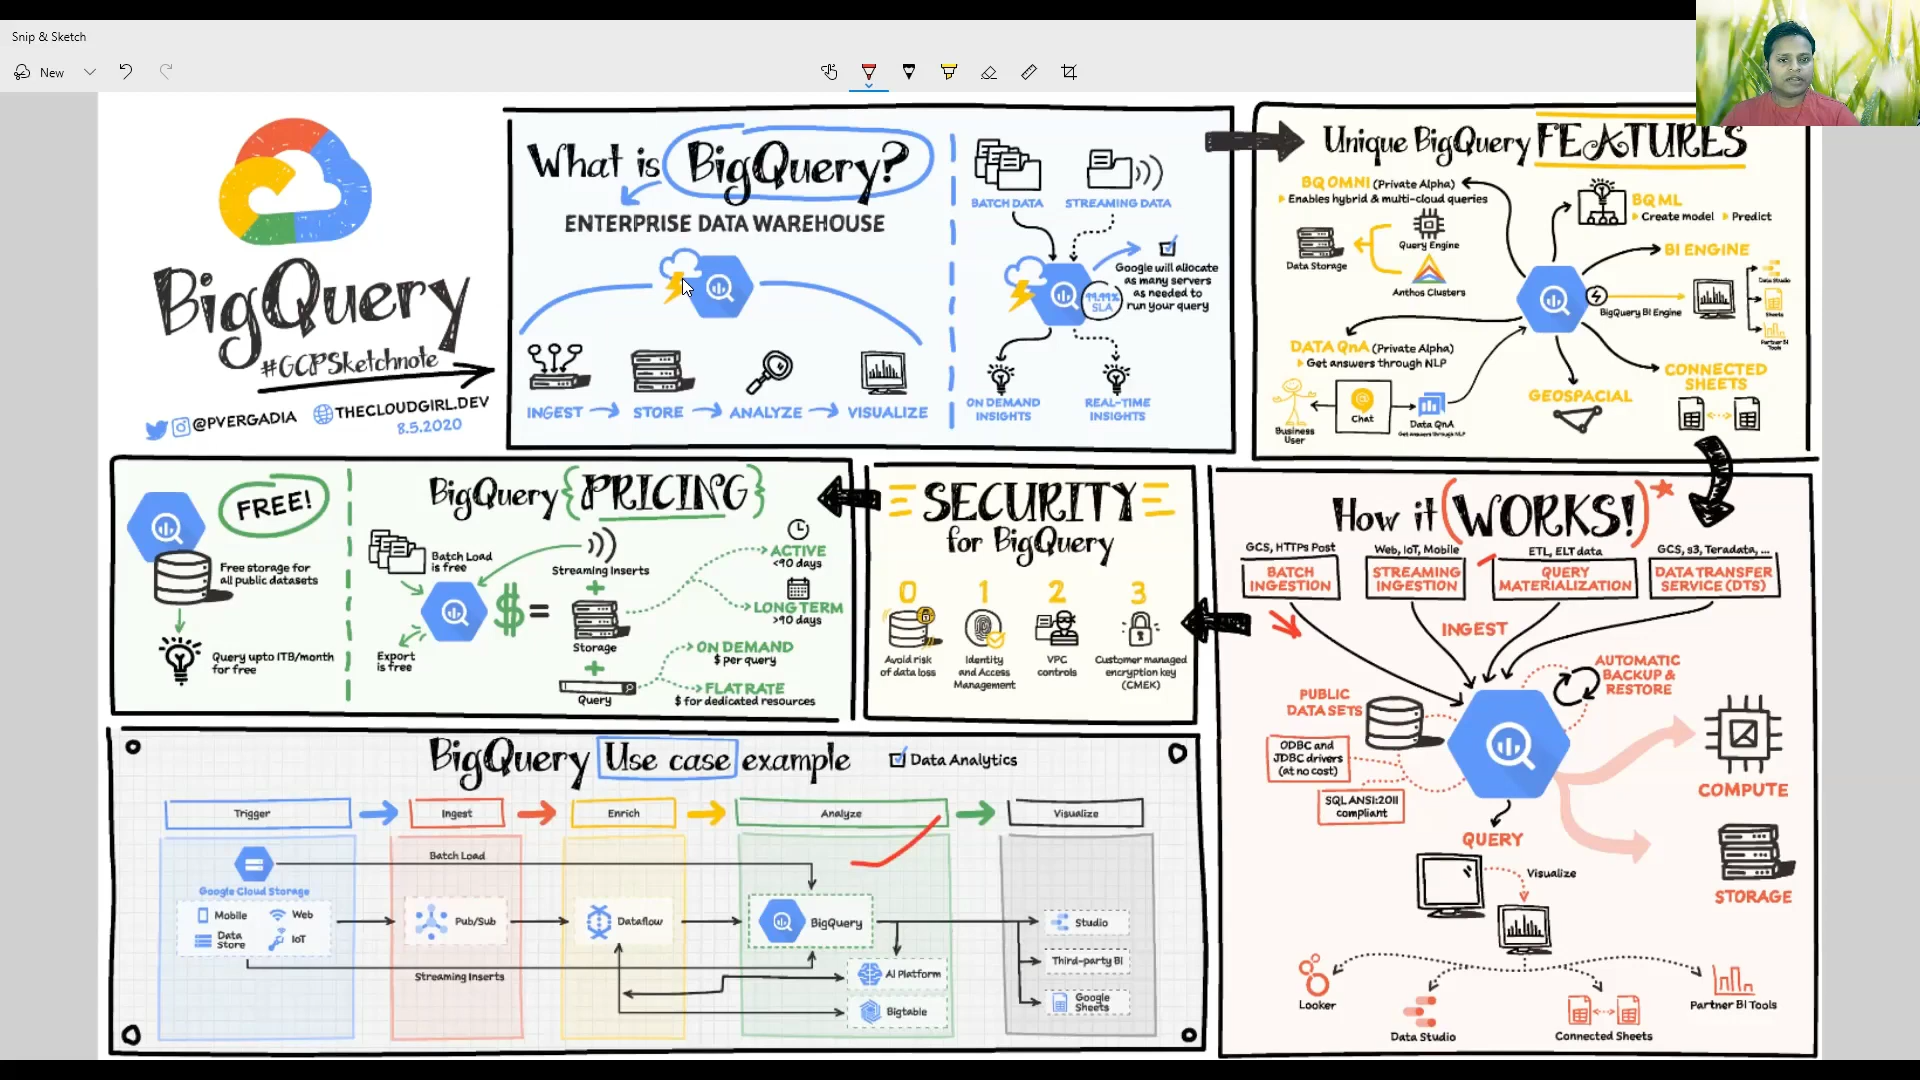 Snip & Sketch
New
BigQuery
#GCPSketchnote
@PVERGADIA
THECLOUDGIRL.DEV
8.5.2020
What is BigQuery?
ENTERPRISE DATA WAREHOUSE
INGEST
STORE
ANALYZE
VISUALIZE
BATCH DATA
STREAMING DATA
Google will allocate
as many servers
as needed to
run your query
99.99%
SLA
ON DEMAND
INSIGHTS
REAL-TIME
INSIGHTS
Unique BigQuery FEATURES
BQ OMNI (Private Alpha)
Enables hybrid & multi-cloud queries
Data Storage
Query Engine
Anthos Clusters
BQ ML
Create model
Predict
BI ENGINE
BigQuery BI Engine
Data Studio
Sheets
Partner BI
Tools
DATA QnA (Private Alpha)
Get answers through NLP
Business
User
Chat
Data QnA
Get answers through NLP
GEOSPACIAL
CONNECTED
SHEETS
FREE!
Free storage for
all public datasets
Query upto 1TB/month
for free
BigQuery {PRICING}
Batch Load
is free
Export
is free
$ =
Streaming Inserts
+
Storage
+
Query
ACTIVE
<90 days
LONG TERM
>90 days
ON DEMAND
$ per query
FLAT RATE
$ for dedicated resources
SECURITY
for BigQuery
0
Avoid risk
of data loss
1
Identity
and Access
Management
2
VPC
controls
3
Customer managed
encryption key
(CMEK)
How it (WORKS!)*
GCS, HTTPs Post
BATCH
INGESTION
Web, IoT, Mobile
STREAMING
INGESTION
ETL, ELT data
QUERY
MATERIALIZATION
GCS, s3, Teradata, ...
DATA TRANSFER
SERVICE (DTS)
INGEST
AUTOMATIC
BACKUP &
RESTORE
PUBLIC
DATA SETS
ODBC and
JDBC drivers
(at no cost)
SQL ANSI:2011
compliant
COMPUTE
STORAGE
QUERY
Visualize
Looker
Data Studio
Connected Sheets
Partner BI Tools
BigQuery Use case example
Data Analytics
Trigger
Ingest
Enrich
Analyze
Visualize
Google Cloud Storage
Mobile
Web
Data
Store
IoT
Batch Load
Pub/Sub
Streaming Inserts
Dataflow
BigQuery
AI Platform
Bigtable
Studio
Third-party BI
Google
Sheets